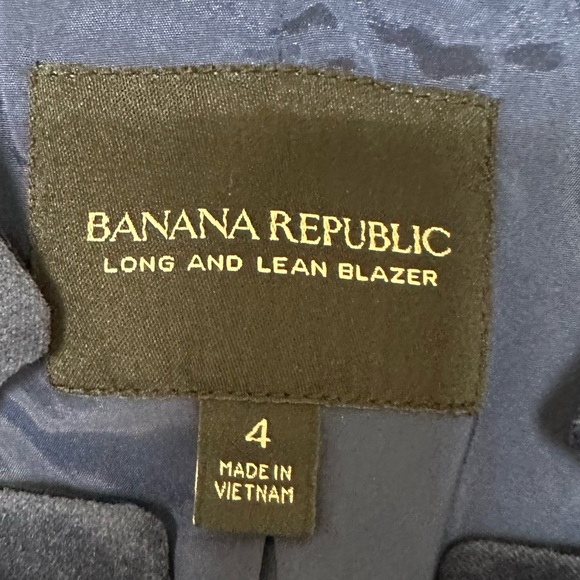 BANANA REPUBLIC
LONG AND LEAN BLAZER
4
MADE IN
VIETNAM